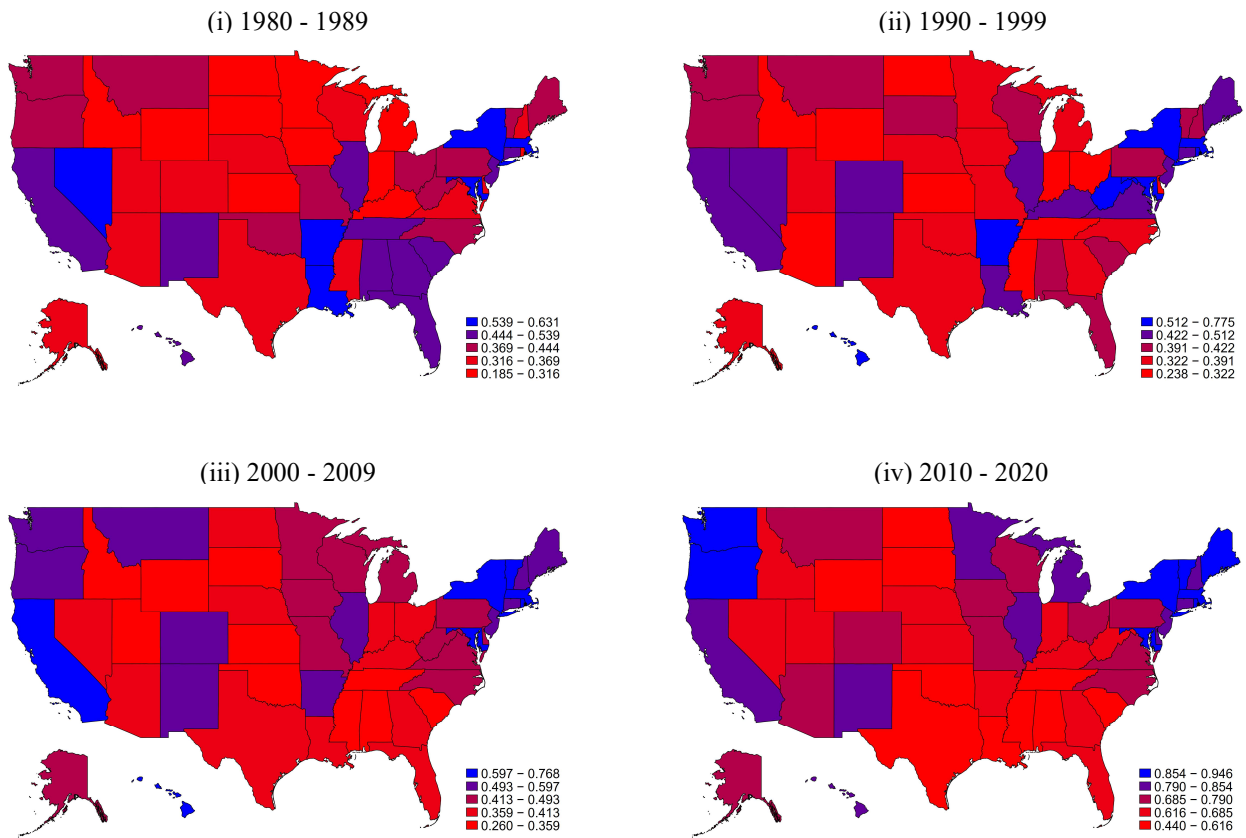 (i) 1980 - 1989
0.539 – 0.631
0.444 – 0.539
0.369 – 0.444
0.316 – 0.369
0.185 – 0.316
(ii) 1990 - 1999
0.512 – 0.775
0.422 – 0.512
0.391 – 0.422
0.322 – 0.391
0.238 – 0.322
(iii) 2000 - 2009
0.597 – 0.768
0.493 – 0.597
0.413 – 0.493
0.359 – 0.413
0.260 – 0.359
(iv) 2010 - 2020
0.854 – 0.946
0.790 – 0.854
0.685 – 0.790
0.616 – 0.685
0.440 – 0.616